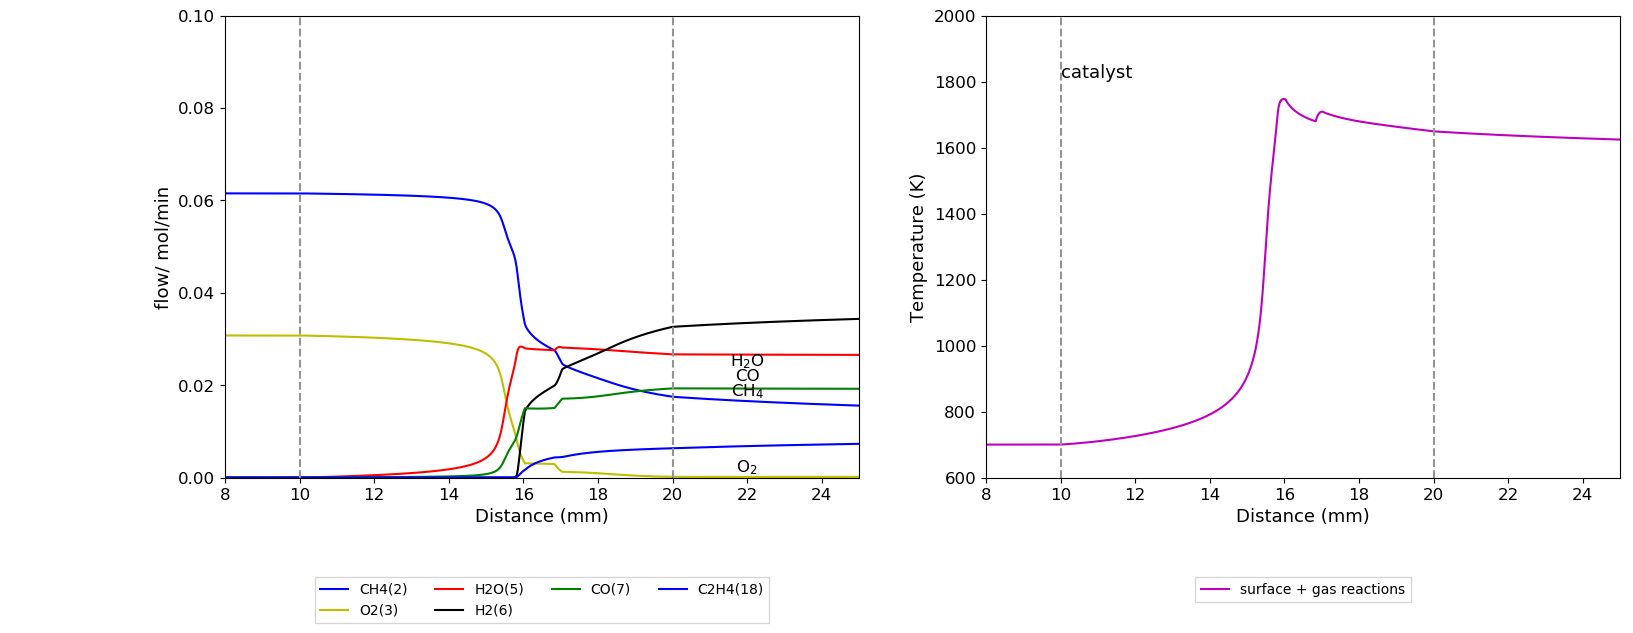 0.10
0.08
0.06
0.04
0.02
0.00
flow/ mol/min
H₂O
CO
CH₄
O₂
8 10 12 14 16 18 20 22 24
Distance (mm)
CH4(2) H2O(5) CO(7) C2H4(18)
O2(3) H2(6)
2000
1800
1600
1400
1200
1000
800
600
Temperature (K)
catalyst
8 10 12 14 16 18 20 22 24
Distance (mm)
surface + gas reactions